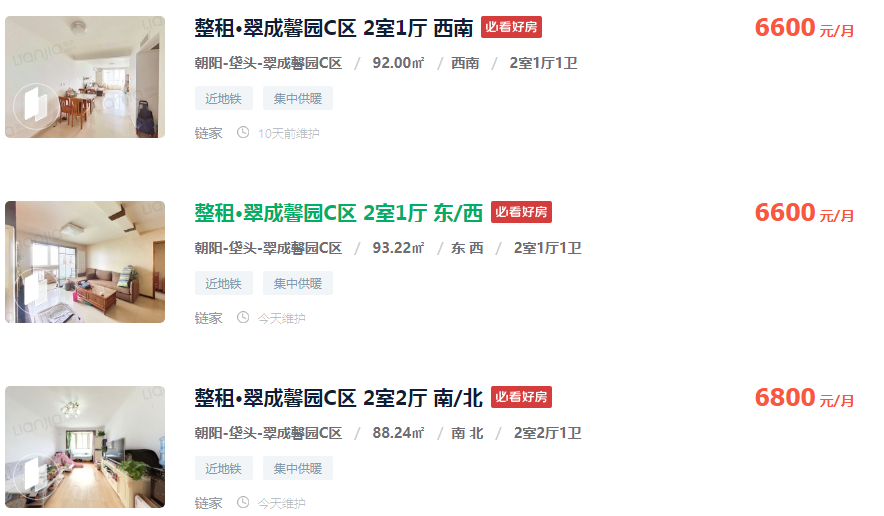 整租·翠成馨园C区 2室1厅 西南 必看好房 6600 元/月
朝阳-垡头-翠成馨园C区 / 92.00㎡ / 西南 / 2室1厅1卫
近地铁 集中供暖
链家 10天前维护
整租·翠成馨园C区 2室1厅 东/西 必看好房 6600 元/月
朝阳-垡头-翠成馨园C区 / 93.22㎡ / 东 西 / 2室1厅1卫
近地铁 集中供暖
链家 今天维护
整租·翠成馨园C区 2室2厅 南/北 必看好房 6800 元/月
朝阳-垡头-翠成馨园C区 / 88.24㎡ / 南 北 / 2室2厅1卫
近地铁 集中供暖
链家 今天维护